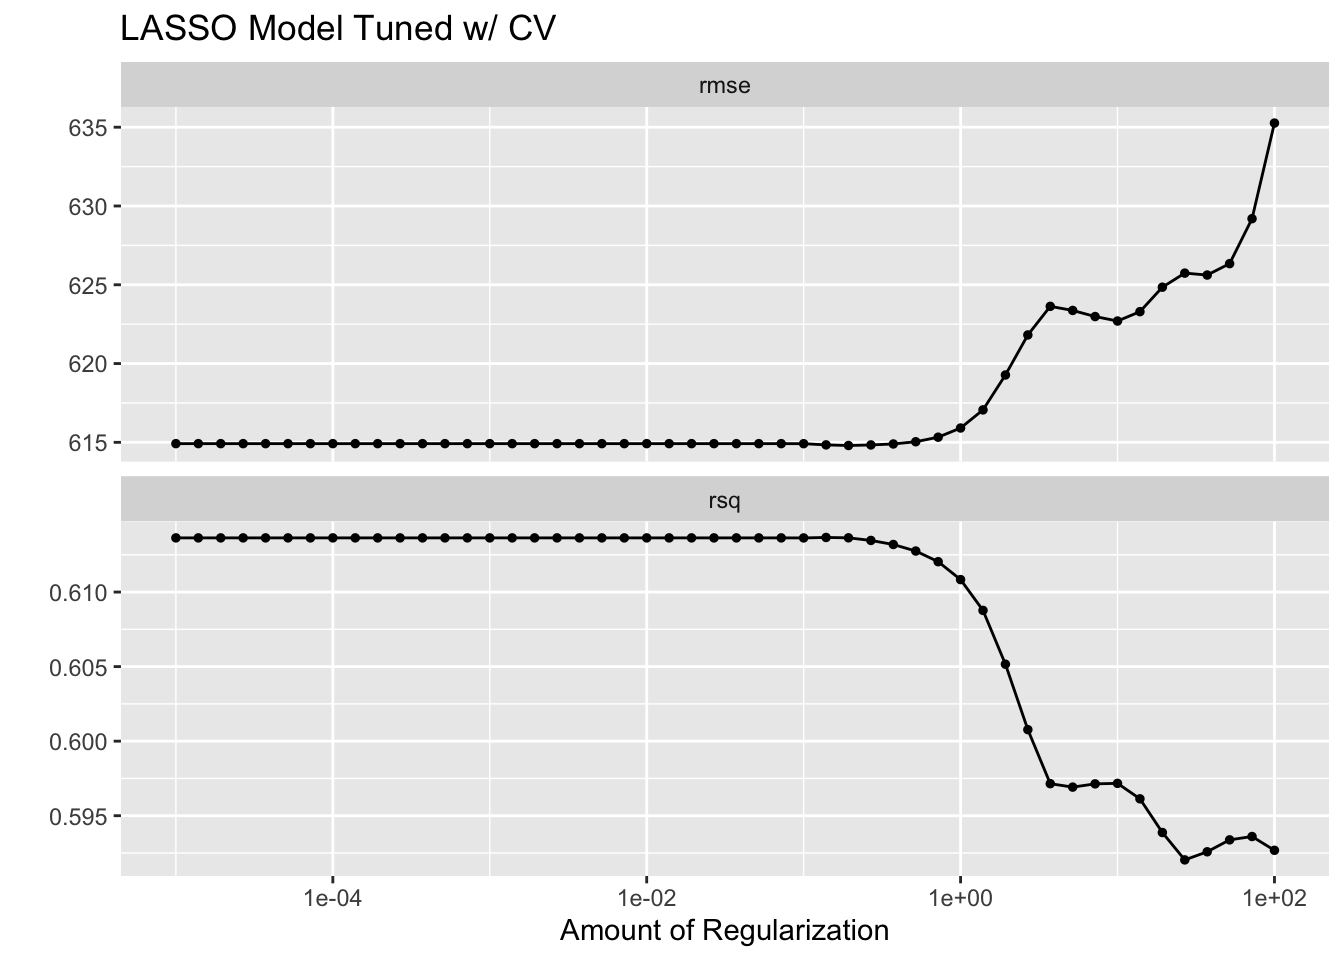 LASSO Model Tuned w/ CV
rmse
635
630
625
620
615
rsq
0.610
0.605
0.600
0.595
1e-04 1e-02 1e+00 1e+02
Amount of Regularization